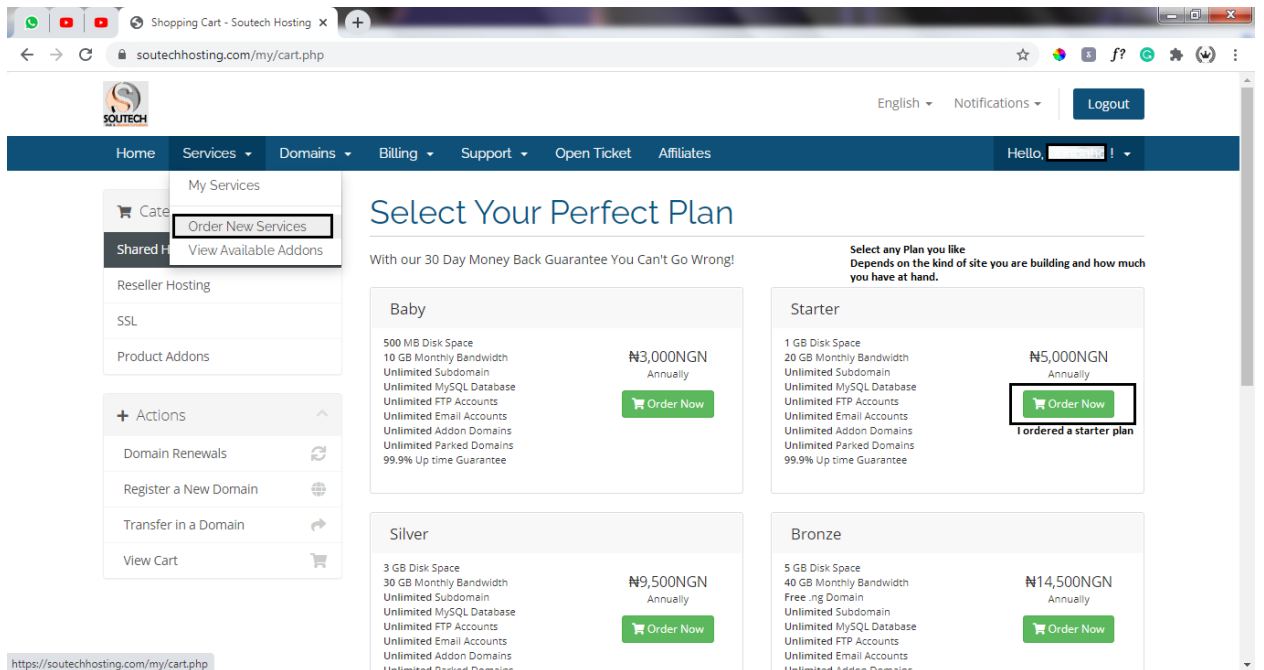 Shopping Cart - Soutech Hosting
soutechhosting.com/my/cart.php
f?
SOUTECH
English
Notifications
Logout
Home
Services
Domains
Billing
Support
Open Ticket
Affiliates
Hello, !
My Services
Order New Services
View Available Addons
Cate
Shared H
Reseller Hosting
SSL
Product Addons
Actions
Domain Renewals
Register a New Domain
Transfer in a Domain
View Cart
Select Your Perfect Plan
With our 30 Day Money Back Guarantee You Can't Go Wrong!
Select any Plan you like
Depends on the kind of site you are building and how much
you have at hand.
Baby
500 MB Disk Space
10 GB Monthly Bandwidth
Unlimited Subdomain
Unlimited MySQL Database
Unlimited FTP Accounts
Unlimited Email Accounts
Unlimited Addon Domains
Unlimited Parked Domains
99.9% Up time Guarantee
₦3,000NGN
Annually
Order Now
Starter
1 GB Disk Space
20 GB Monthly Bandwidth
Unlimited Subdomain
Unlimited MySQL Database
Unlimited FTP Accounts
Unlimited Email Accounts
Unlimited Addon Domains
Unlimited Parked Domains
99.9% Up time Guarantee
₦5,000NGN
Annually
Order Now
I ordered a starter plan
Silver
3 GB Disk Space
30 GB Monthly Bandwidth
Unlimited Subdomain
Unlimited MySQL Database
Unlimited FTP Accounts
Unlimited Email Accounts
Unlimited Addon Domains
Unlimited Parked Domains
₦9,500NGN
Annually
Order Now
Bronze
5 GB Disk Space
40 GB Monthly Bandwidth
Free .ng Domain
Unlimited Subdomain
Unlimited MySQL Database
Unlimited FTP Accounts
Unlimited Email Accounts
Unlimited Addon Domains
₦14,500NGN
Annually
Order Now
https://soutechhosting.com/my/cart.php